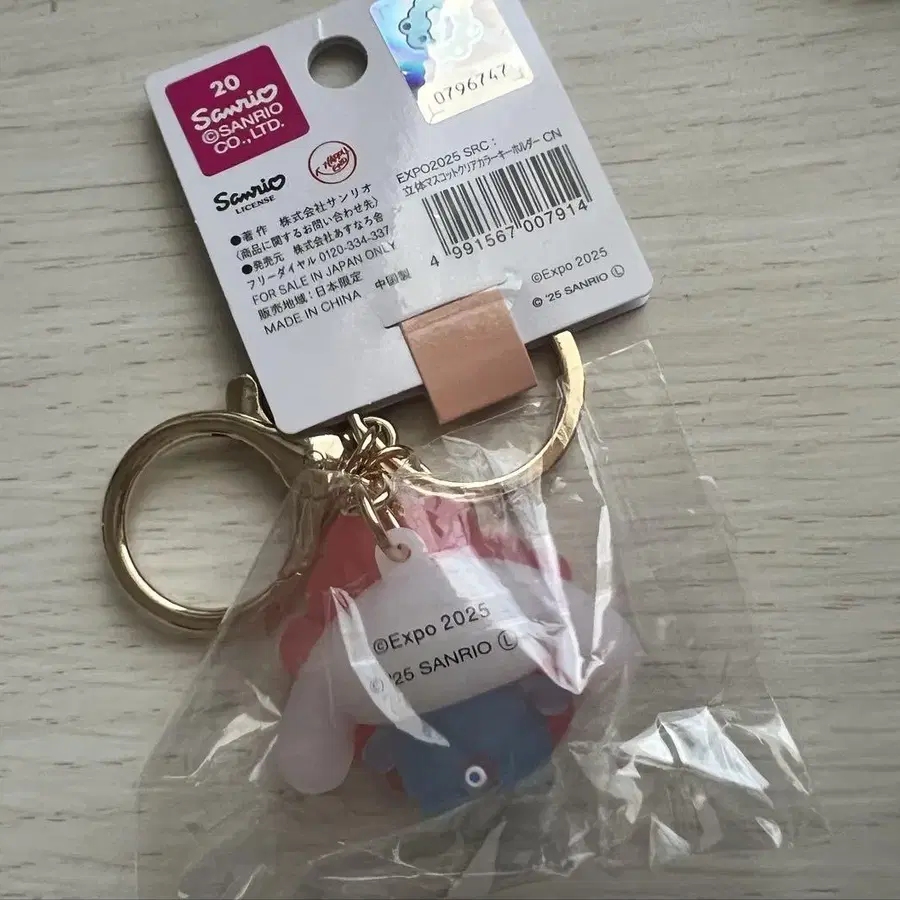 20
Sanrio
©SANRIO
CO.,LTD.
0796747
Sanrio
LICENSE
EXPO2025 SRC：
立体マスコットクリアカラーキーホルダー CN
4 991567 007914
●著作 株式会社サンリオ
〈商品に関するお問い合わせ先〉
●発売元 株式会社あすなろ舎
フリーダイヤル 0120-334-337
FOR SALE IN JAPAN ONLY
販売地域：日本限定
MADE IN CHINA 中国製
©Expo 2025
© '25 SANRIO Ⓛ
©Expo 2025
© '25 SANRIO Ⓛ